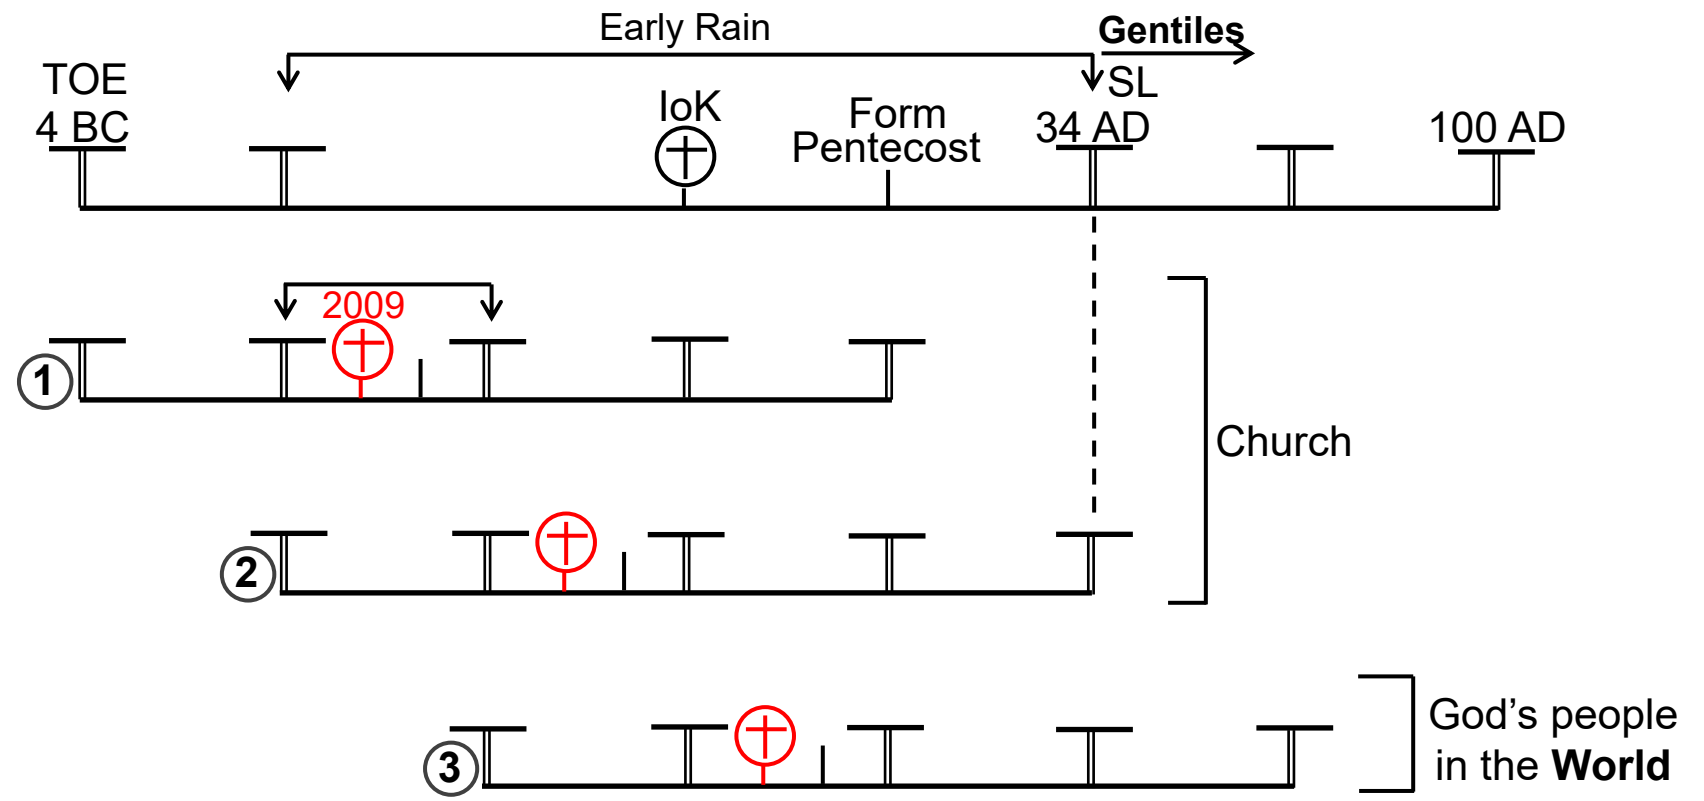 Early Rain
Gentiles
TOE
4 BC
IoK
Form
Pentecost
SL
34 AD
100 AD
2009
1
Church
2
3
God's people
in the World